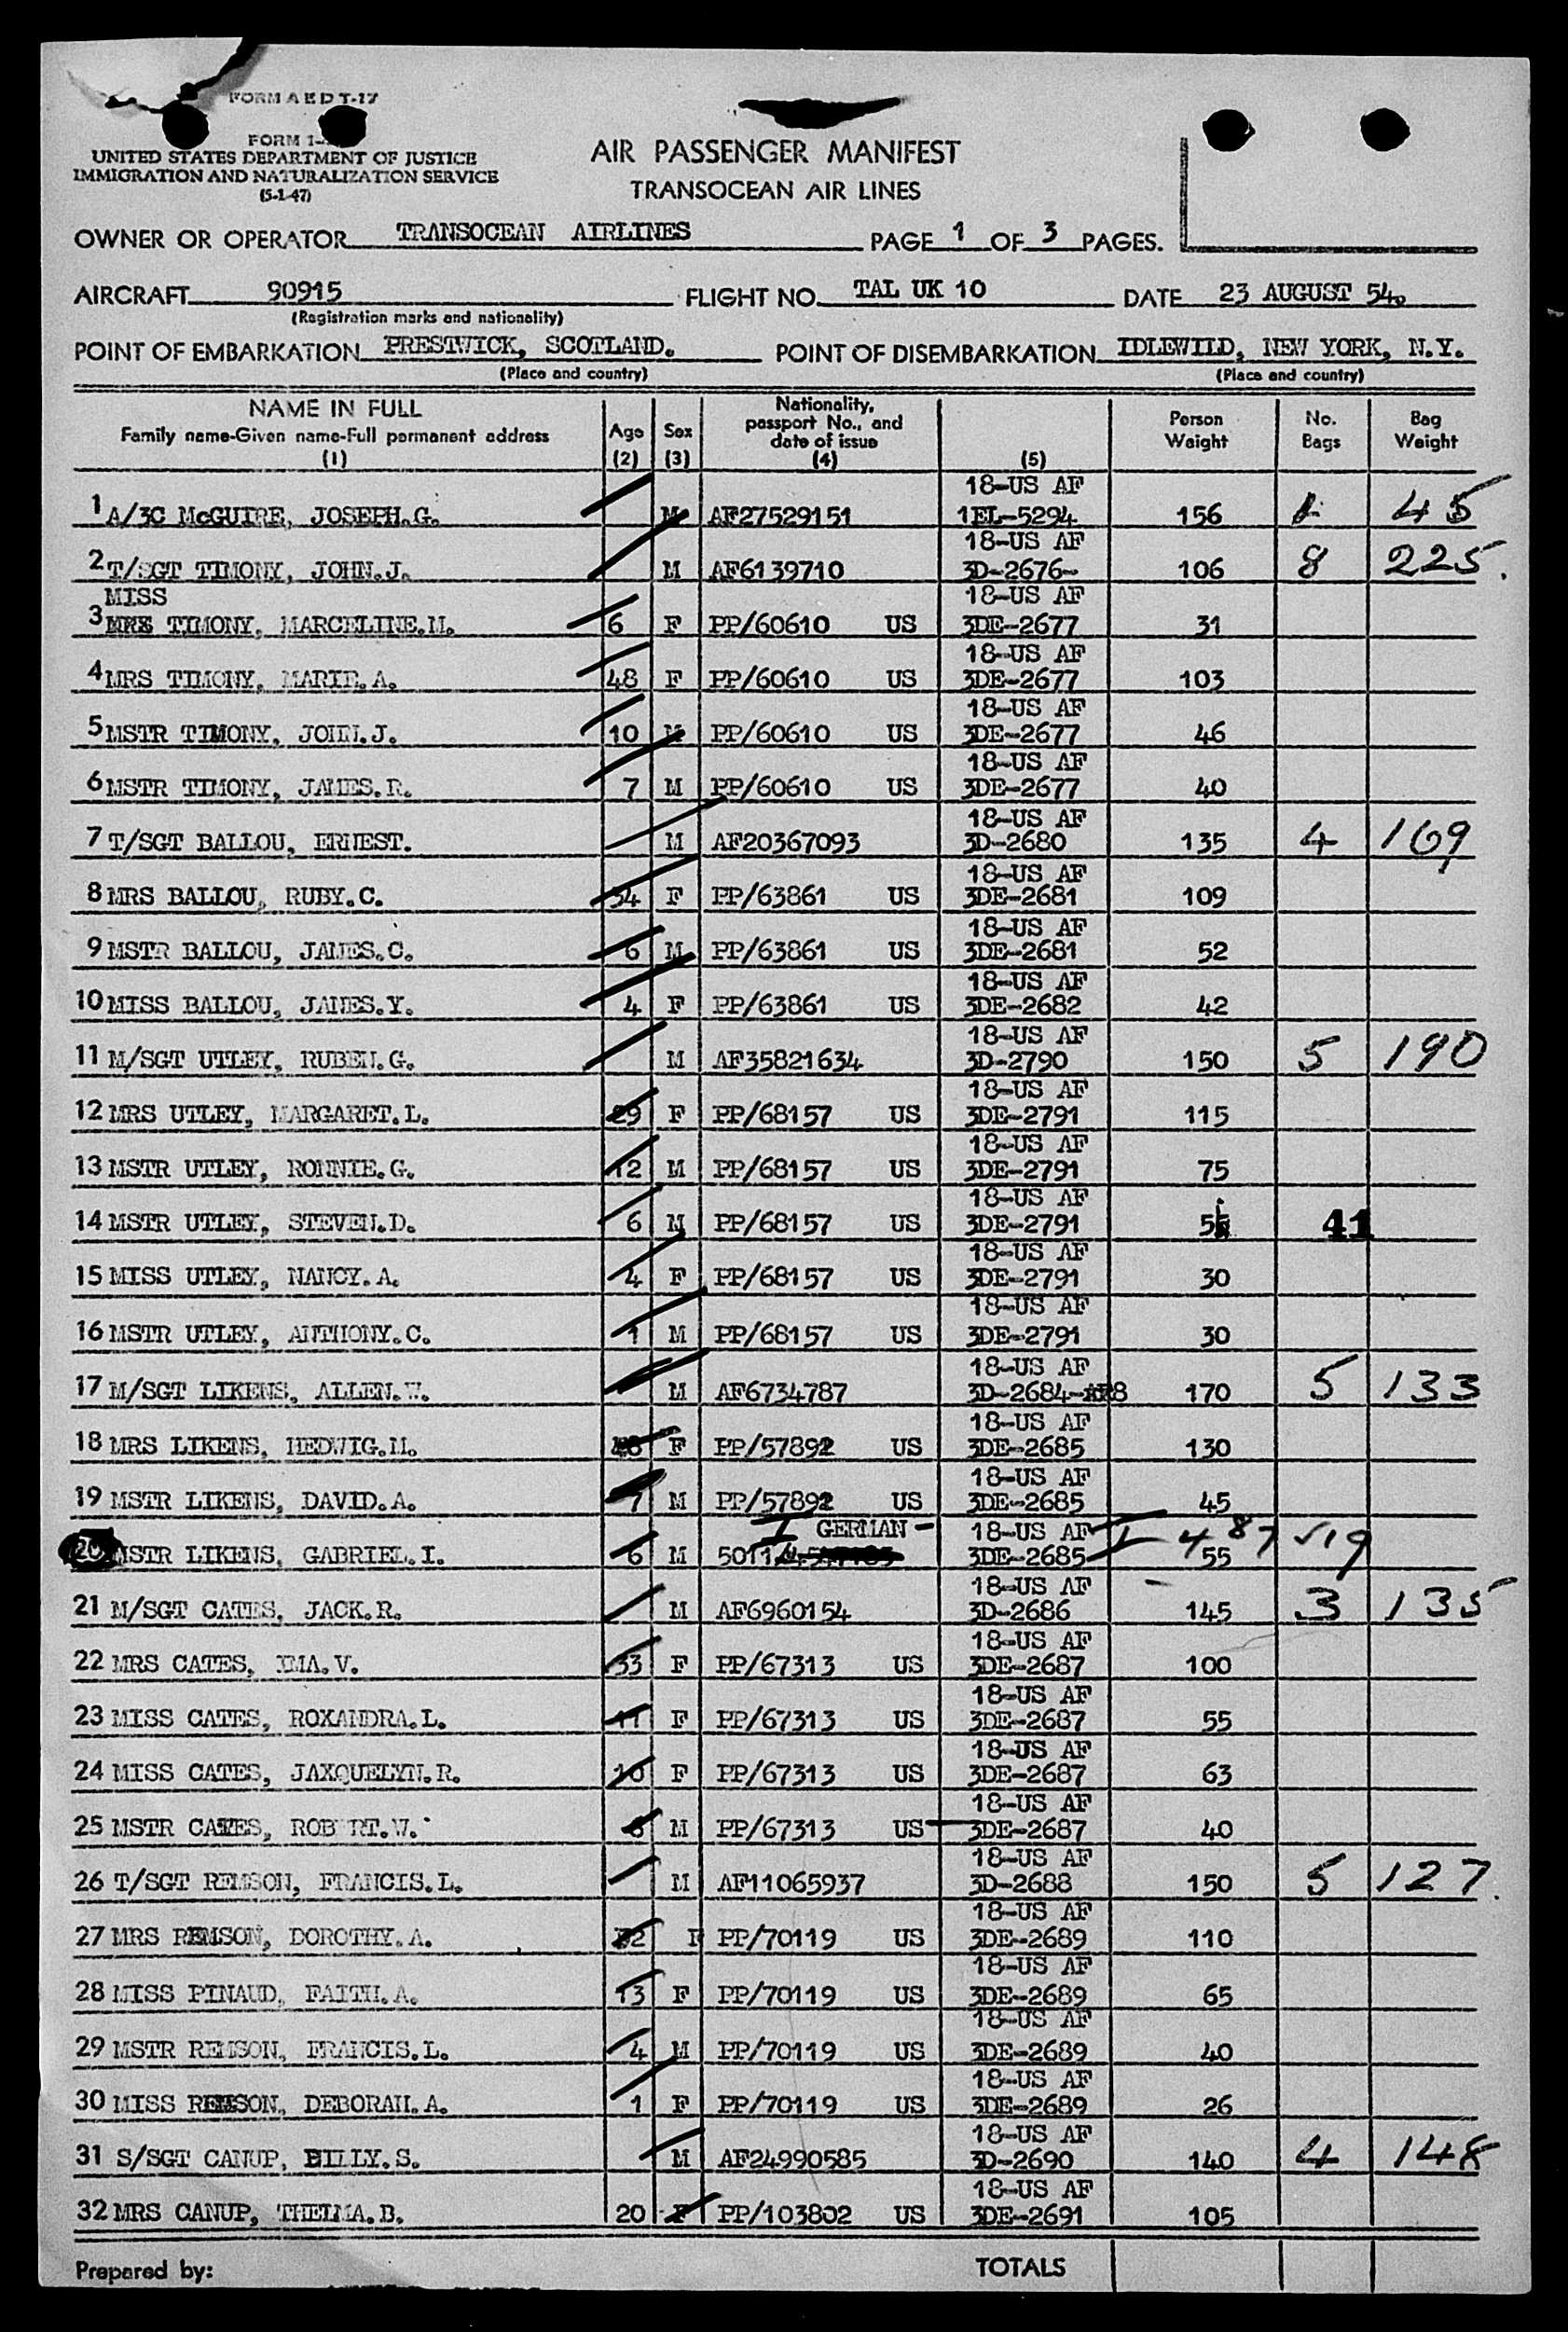 FORM A E D T-17
FORM I-
UNITED STATES DEPARTMENT OF JUSTICE
IMMIGRATION AND NATURALIZATION SERVICE
(5-1-47)
AIR PASSENGER MANIFEST
TRANSOCEAN AIR LINES
OWNER OR OPERATOR TRANSOCEAN AIRLINES PAGE 1 OF 3 PAGES.
AIRCRAFT 90915 FLIGHT NO. TAL UK 10 DATE 23 AUGUST 54.
(Registration marks and nationality)
POINT OF EMBARKATION PRESTWICK, SCOTLAND. POINT OF DISEMBARKATION IDLEWILD, NEW YORK, N.Y.
(Place and country) (Place and country)
NAME IN FULL Nationality, Person No. Bag
Family name-Given name-Full permanent address Age Sex passport No., and Weight Bags Weight
date of issue
(1) (2) (3) (4) (5)
18-US AF
1 A/3C McGUIRE, JOSEPH.G. M AF27529151 1EL-5294 156 1 45
18-US AF
2 T/SGT TIMONY, JOHN.J. M AF6139710 3D-2676- 106 8 225.
MISS 18-US AF
3 MRS TIMONY, MARCELINE.M. 6 F PP/60610 US 3DE-2677 31
18-US AF
4 MRS TIMONY, MARIE.A. 48 F PP/60610 US 3DE-2677 103
18-US AF
5 MSTR TIMONY, JOHN.J. 10 M PP/60610 US 3DE-2677 46
18-US AF
6 MSTR TIMONY, JAMES.R. 7 M PP/60610 US 3DE-2677 40
18-US AF
7 T/SGT BALLOU, ERNEST. M AF20367093 3D-2680 135 4 169
18-US AF
8 MRS BALLOU, RUBY.C. 34 F PP/63861 US 3DE-2681 109
18-US AF
9 MSTR BALLOU, JAMES.C. 6 M PP/63861 US 3DE-2681 52
18-US AF
10 MISS BALLOU, JANES.Y. 4 F PP/63861 US 3DE-2682 42
18-US AF
11 M/SGT UTLEY, RUBEN.G. M AF35821634 3D-2790 150 5 190
18-US AF
12 MRS UTLEY, MARGARET.L. 29 F PP/68157 US 3DE-2791 115
18-US AF
13 MSTR UTLEY, RONNIE.G. 12 M PP/68157 US 3DE-2791 75
18-US AF
14 MSTR UTLEY, STEVEN.D. 6 M PP/68157 US 3DE-2791 41
18-US AF
15 MISS UTLEY, NANCY.A. 4 F PP/68157 US 3DE-2791 30
18-US AF
16 MSTR UTLEY, ANTHONY.C. 1 M PP/68157 US 3DE-2791 30
18-US AF
17 M/SGT LIKENS, ALLEN.W. M AF6734787 3D-2684- 170 5 133
18-US AF
18 MRS LIKENS, HEDWIG.M. F PP/57892 US 3DE-2685 130
18-US AF
19 MSTR LIKENS, DAVID.A. 7 M PP/57892 US 3DE-2685 45
I GERMAN - 18-US AF I - 487 √19
20 MSTR LIKENS, GABRIEL.I. 6 M 3DE-2685 55
18-US AF
21 M/SGT CATES, JACK.R. M AF6960154 3D-2686 145 3 135
18-US AF
22 MRS CATES, IMA.V. 33 F PP/67313 US 3DE-2687 100
18-US AF
23 MISS CATES, ROXANDRA.L. 11 F PP/67313 US 3DE-2687 55
18-US AF
24 MISS CATES, JAXQUELYN.R. 10 F PP/67313 US 3DE-2687 63
18-US AF
25 MSTR CATES, ROB RT.W. M PP/67313 US 3DE-2687 40
18-US AF
26 T/SGT REMSON, FRANCIS.L. M AF11065937 3D-2688 150 5 127.
18-US AF
27 MRS REMSON, DOROTHY.A. F PP/70119 US 3DE-2689 110
18-US AF
28 MISS PINAUD, FAITH.A. 13 F PP/70119 US 3DE-2689 65
18-US AF
29 MSTR REMSON, FRANCIS.L. 4 M PP/70119 US 3DE-2689 40
18-US AF
30 MISS REMSON, DEBORAH.A. 1 F PP/70119 US 3DE-2689 26
18-US AF
31 S/SGT CANUP, BILLY.S. M AF24990585 3D-2690 140 4 148
18-US AF
32 MRS CANUP, THELMA.B. 20 F PP/103802 US 3DE-2691 105
Prepared by: TOTALS